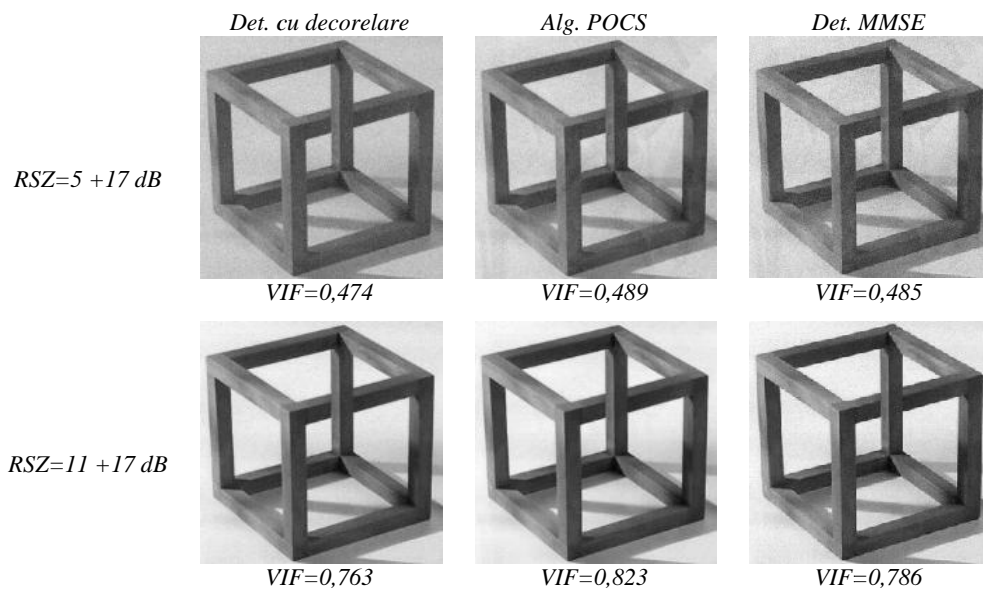 Det. cu decorelare
Alg. POCS
Det. MMSE
RSZ=5 +17 dB
VIF=0,474
VIF=0,489
VIF=0,485
RSZ=11 +17 dB
VIF=0,763
VIF=0,823
VIF=0,786